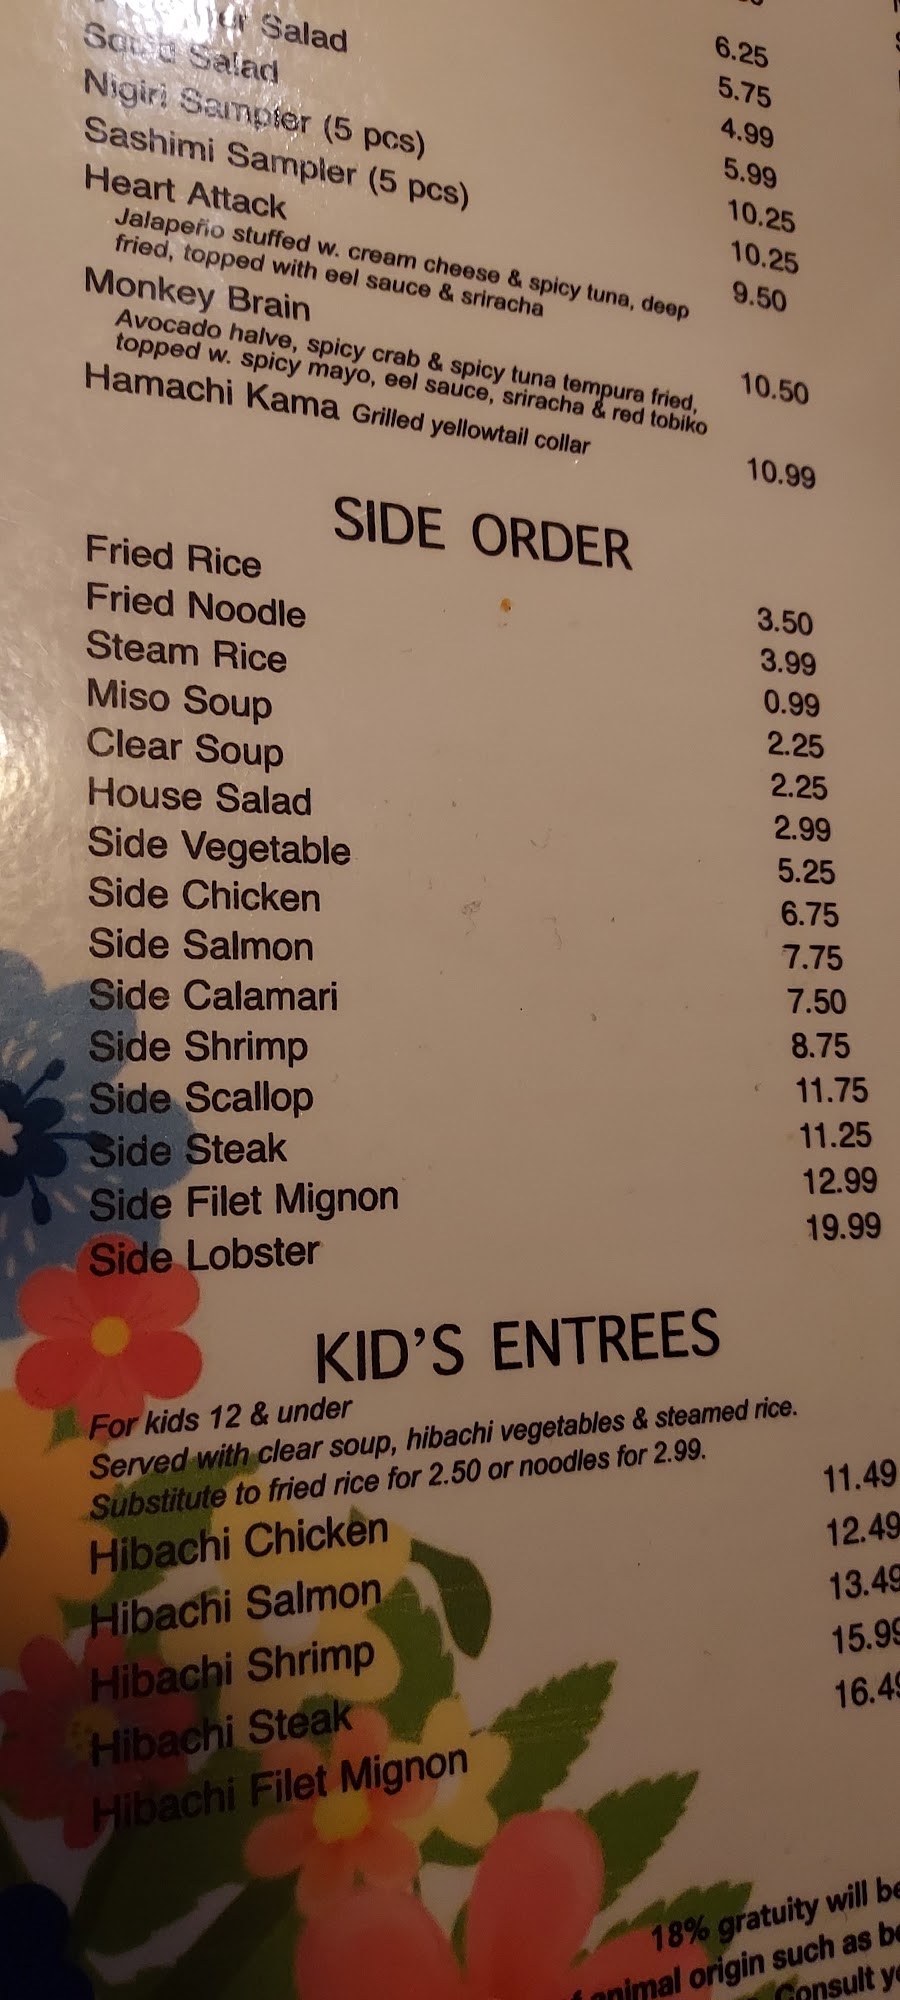 6.25
5.75
Salad 4.99
Salad 5.99
Nigiri Sampler (5 pcs) 10.25
Sashimi Sampler (5 pcs) 10.25
Heart Attack 9.50
Jalapeño stuffed w. cream cheese & spicy tuna, deep
fried, topped with eel sauce & sriracha
Monkey Brain 10.50
Avocado halve, spicy crab & spicy tuna tempura fried,
topped w. spicy mayo, eel sauce, sriracha & red tobiko
Hamachi Kama Grilled yellowtail collar 10.99
SIDE ORDER
Fried Rice 3.50
Fried Noodle 3.99
Steam Rice 0.99
Miso Soup 2.25
Clear Soup 2.25
House Salad 2.99
Side Vegetable 5.25
Side Chicken 6.75
Side Salmon 7.75
Side Calamari 7.50
Side Shrimp 8.75
Side Scallop 11.75
Side Steak 11.25
Side Filet Mignon 12.99
Side Lobster 19.99
KID'S ENTREES
For kids 12 & under
Served with clear soup, hibachi vegetables & steamed rice.
Substitute to fried rice for 2.50 or noodles for 2.99.
Hibachi Chicken 11.49
Hibachi Salmon 12.49
Hibachi Shrimp 13.49
Hibachi Steak 15.99
Hibachi Filet Mignon 16.49
18% gratuity will be
animal origin such as
Consult